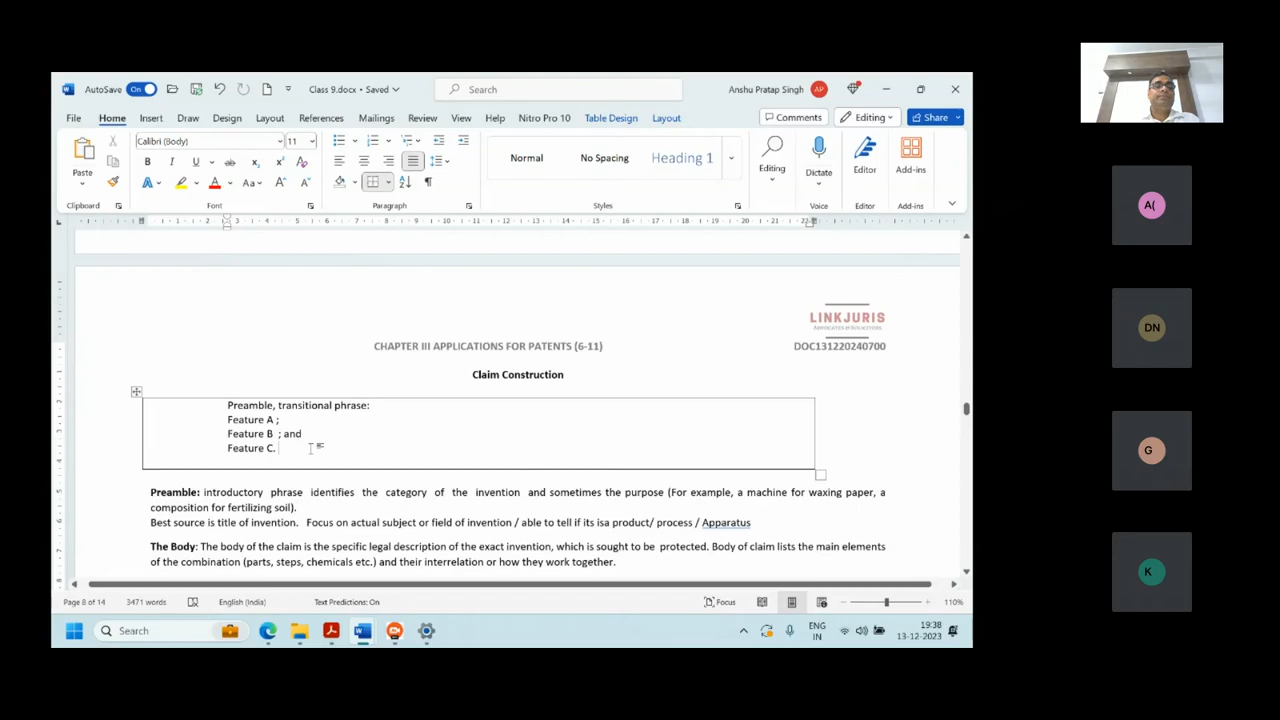 AutoSave On Class 9.docx • Saved Search Anshu Pratap Singh AP
File Home Insert Draw Design Layout References Mailings Review View Help Nitro Pro 10 Table Design Layout Comments Editing Share
Calibri (Body) 11
Paste
B I U ab x₂ x² A
A A Aa A A
Normal No Spacing Heading 1
Editing Dictate Editor Add-ins
Clipboard Font Paragraph Styles Voice Editor Add-ins
LINKJURIS
ADVOCATES & SOLICITORS
CHAPTER III APPLICATIONS FOR PATENTS (6-11) DOC131220240700
Claim Construction
Preamble, transitional phrase:
Feature A ;
Feature B ; and
Feature C.
Preamble: introductory phrase identifies the category of the invention and sometimes the purpose (For example, a machine for waxing paper, a
composition for fertilizing soil).
Best source is title of invention. Focus on actual subject or field of invention / able to tell if its isa product/ process / Apparatus
The Body: The body of the claim is the specific legal description of the exact invention, which is sought to be protected. Body of claim lists the main elements
of the combination (parts, steps, chemicals etc.) and their interrelation or how they work together.
Page 8 of 14 3471 words English (India) Text Predictions: On Focus 110%
Search
ENG
IN
19:38
13-12-2023
A(
DN
G
K